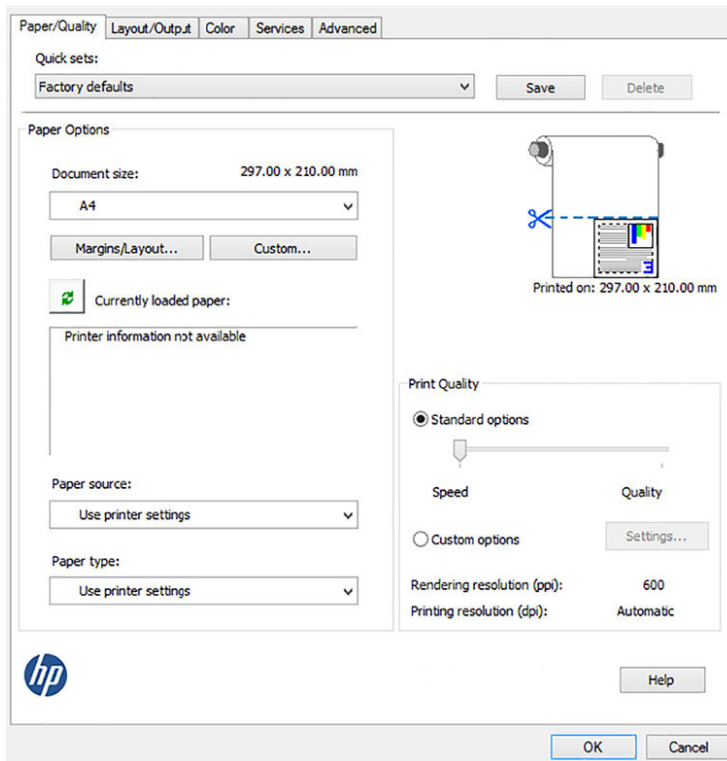 Paper/Quality Layout/Output Color Services Advanced
Quick sets:
Factory defaults Save Delete
Paper Options
Document size: 297.00 x 210.00 mm
A4
Margins/Layout... Custom...
Currently loaded paper:
Printer information not available
Printed on: 297.00 x 210.00 mm
Print Quality
Standard options
Speed Quality
Paper source:
Use printer settings
Custom options Settings...
Paper type:
Use printer settings
Rendering resolution (ppi): 600
Printing resolution (dpi): Automatic
hp
Help
OK Cancel